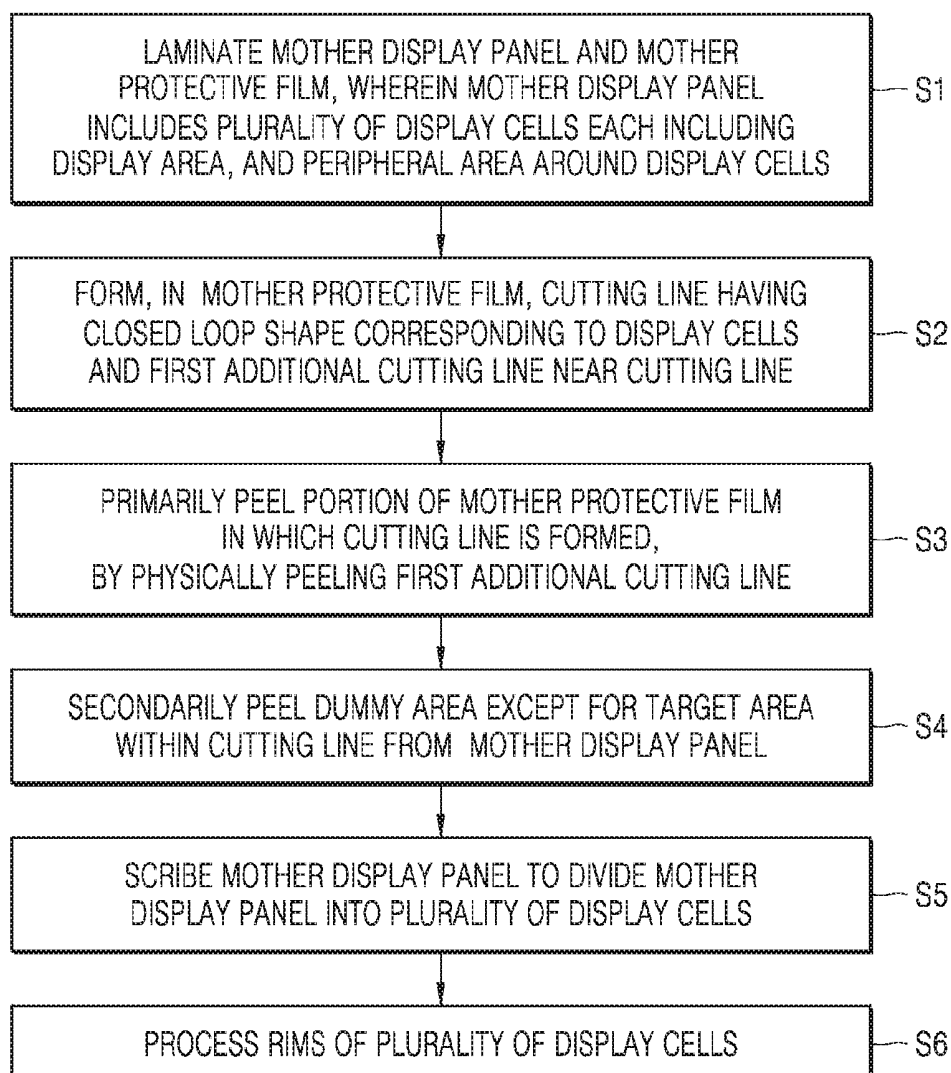 LAMINATE MOTHER DISPLAY PANEL AND MOTHER
PROTECTIVE FILM, WHEREIN MOTHER DISPLAY PANEL
INCLUDES PLURALITY OF DISPLAY CELLS EACH INCLUDING
DISPLAY AREA, AND PERIPHERAL AREA AROUND DISPLAY CELLS
S1
FORM, IN MOTHER PROTECTIVE FILM, CUTTING LINE HAVING
CLOSED LOOP SHAPE CORRESPONDING TO DISPLAY CELLS
AND FIRST ADDITIONAL CUTTING LINE NEAR CUTTING LINE
S2
PRIMARILY PEEL PORTION OF MOTHER PROTECTIVE FILM
IN WHICH CUTTING LINE IS FORMED,
BY PHYSICALLY PEELING FIRST ADDITIONAL CUTTING LINE
S3
SECONDARILY PEEL DUMMY AREA EXCEPT FOR TARGET AREA
WITHIN CUTTING LINE FROM MOTHER DISPLAY PANEL
S4
SCRIBE MOTHER DISPLAY PANEL TO DIVIDE MOTHER
DISPLAY PANEL INTO PLURALITY OF DISPLAY CELLS
S5
PROCESS RIMS OF PLURALITY OF DISPLAY CELLS
S6